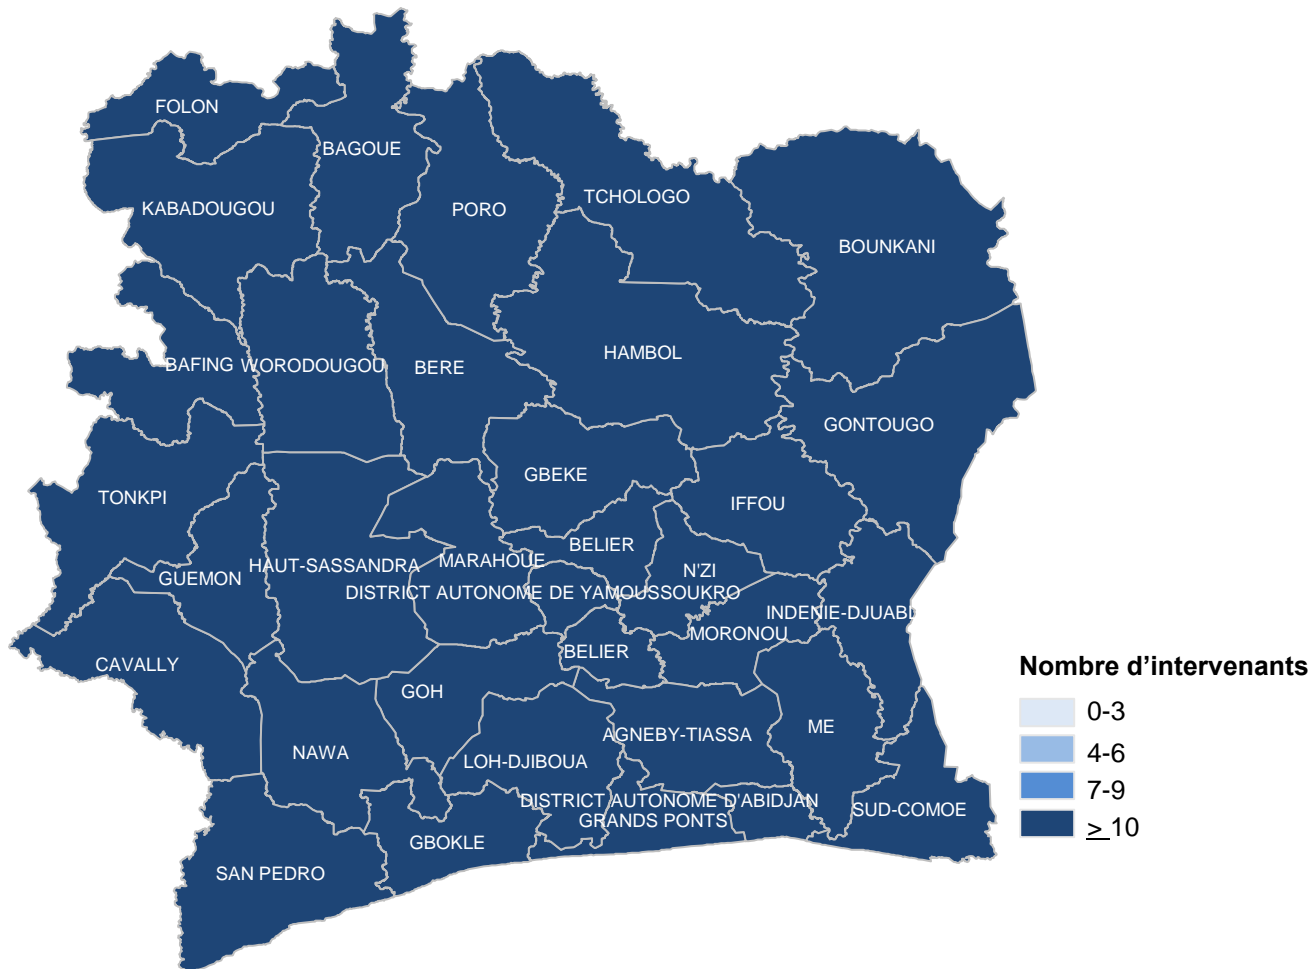 FOLON
BAGOUE
KABADOUGOU
PORO
TCHOLOGO
BOUNKANI
BAFING
WORODOUGOU
BERE
HAMBOL
GONTOUGO
TONKPI
GBEKE
IFFOU
BELIER
GUEMON
HAUT-SASSANDRA
MARAHOUE
N'ZI
DISTRICT AUTONOME DE YAMOUSSOUKRO
INDENIE-DJUABL
MORONOU
CAVALLY
BELIER
GOH
NAWA
LOH-DJIBOUA
AGNEBY-TIASSA
ME
DISTRICT AUTONOME D'ABIDJAN
GRANDS PONTS
SUD-COMOE
GBOKLE
SAN PEDRO
Nombre d’intervenants
0-3
4-6
7-9
> 10